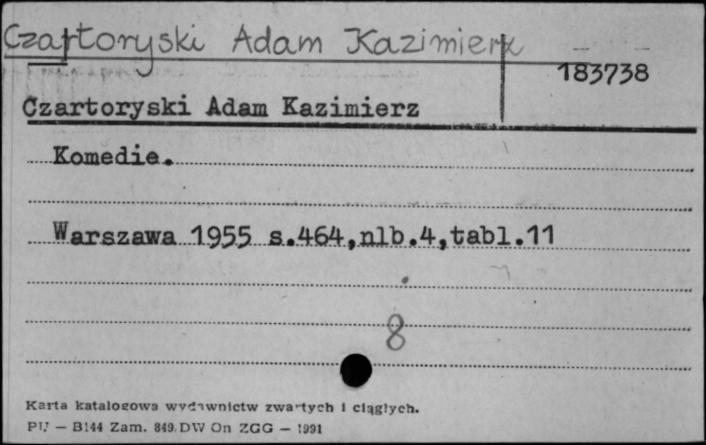 Czartoryski Adam Kazimierz
183738
Czartoryski Adam Kazimierz
Komedie.
Warszawa 1955 s.464,nlb.4,tabl.11
8
Karta katalogowa wydawnictw zwartych i ciągłych.
PU — B144 Zam. 849. DW On ZGG — 1991